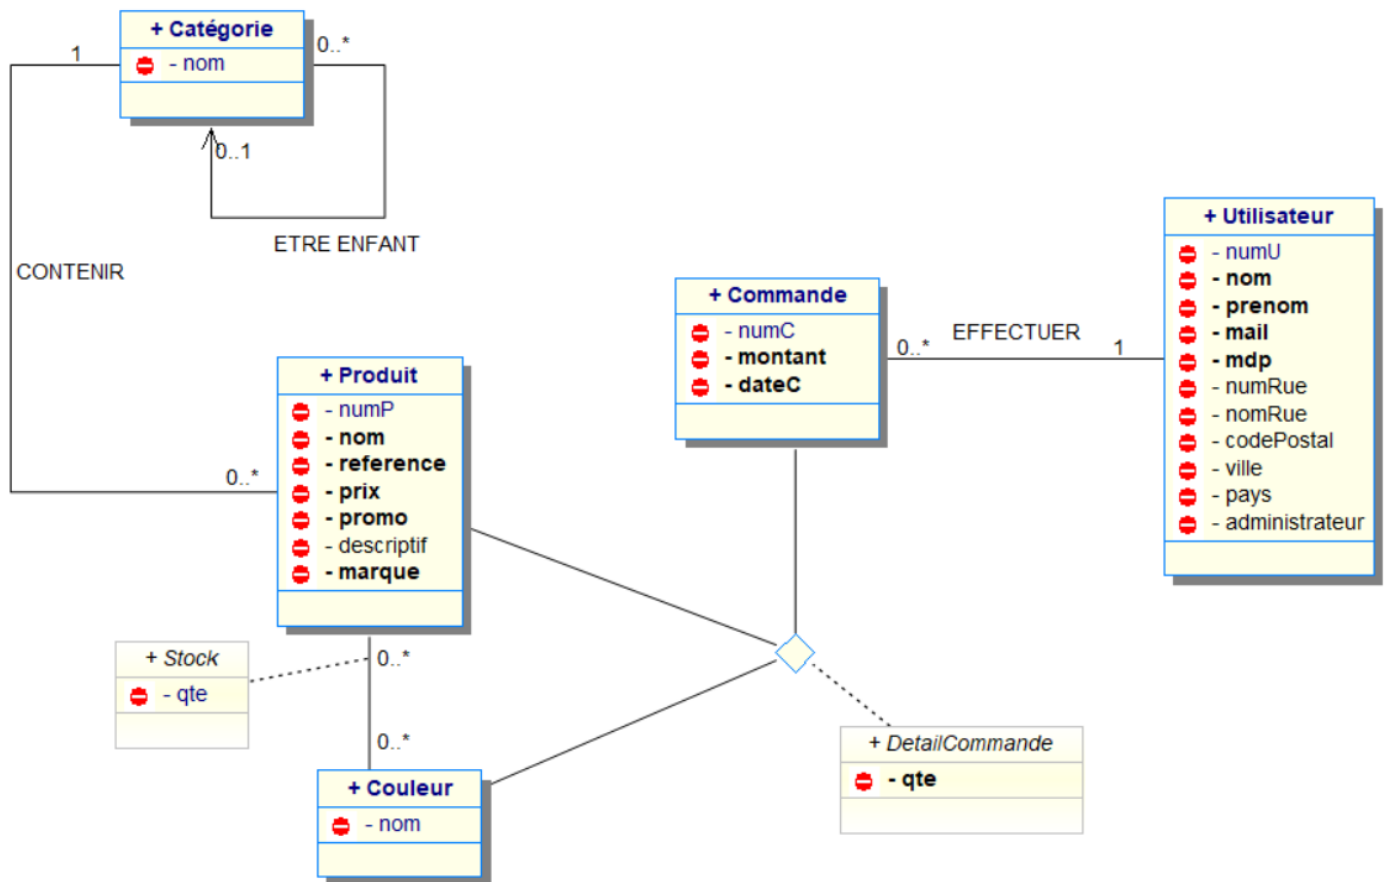 + Catégorie
- nom
1
0..*
0..1
ETRE ENFANT
CONTENIR
+ Utilisateur
- numU
- nom
- prenom
- mail
- mdp
- numRue
- nomRue
- codePostal
- ville
- pays
- administrateur
+ Commande
- numC
- montant
- dateC
0..*
EFFECTUER
1
+ Produit
- numP
- nom
- reference
- prix
- promo
- descriptif
- marque
0..*
+ Stock
- qte
0..*
0..*
+ DetailCommande
- qte
+ Couleur
- nom